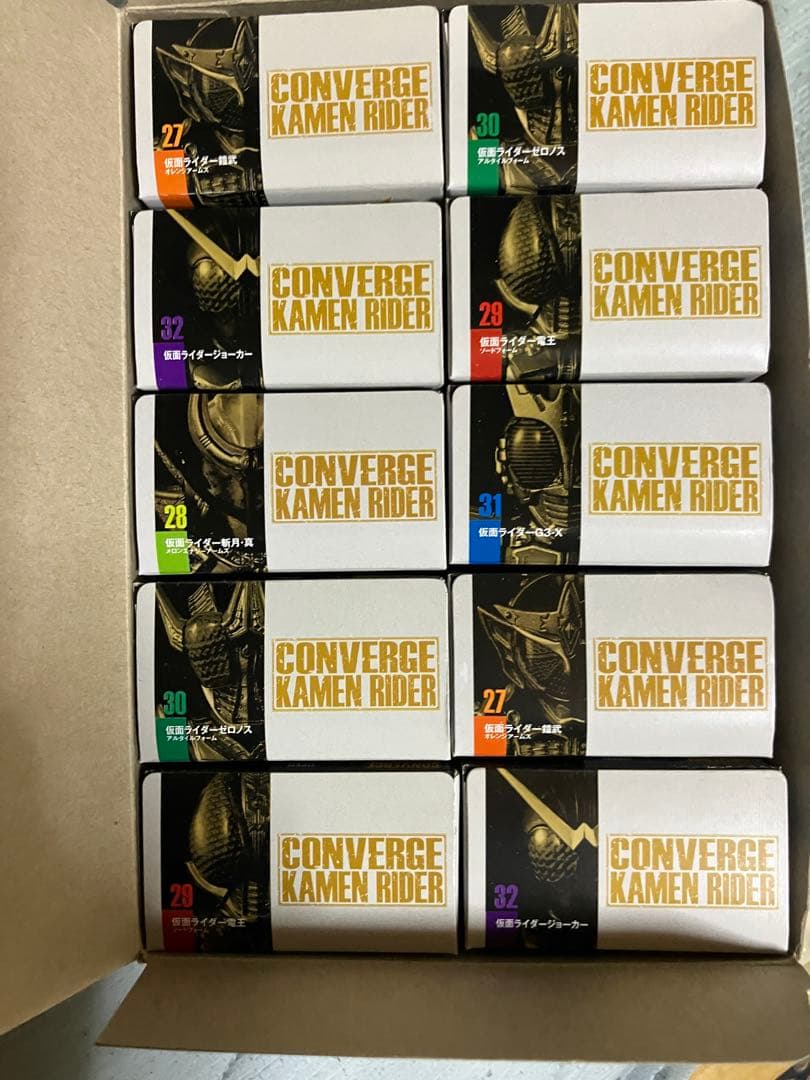 CONVERGE
KAMEN RIDER
27
仮面ライダー鎧武
オレンジアームズ
CONVERGE
KAMEN RIDER
30
仮面ライダーゼロノス
アルタイルフォーム
CONVERGE
KAMEN RIDER
32
仮面ライダージョーカー
CONVERGE
KAMEN RIDER
29
仮面ライダー電王
ソードフォーム
CONVERGE
KAMEN RIDER
28
仮面ライダー斬月・真
メロンエナジーアームズ
CONVERGE
KAMEN RIDER
31
仮面ライダーG3-X
CONVERGE
KAMEN RIDER
30
仮面ライダーゼロノス
アルタイルフォーム
CONVERGE
KAMEN RIDER
27
仮面ライダー鎧武
オレンジアームズ
CONVERGE
KAMEN RIDER
29
仮面ライダー電王
ソードフォーム
CONVERGE
KAMEN RIDER
32
仮面ライダージョーカー